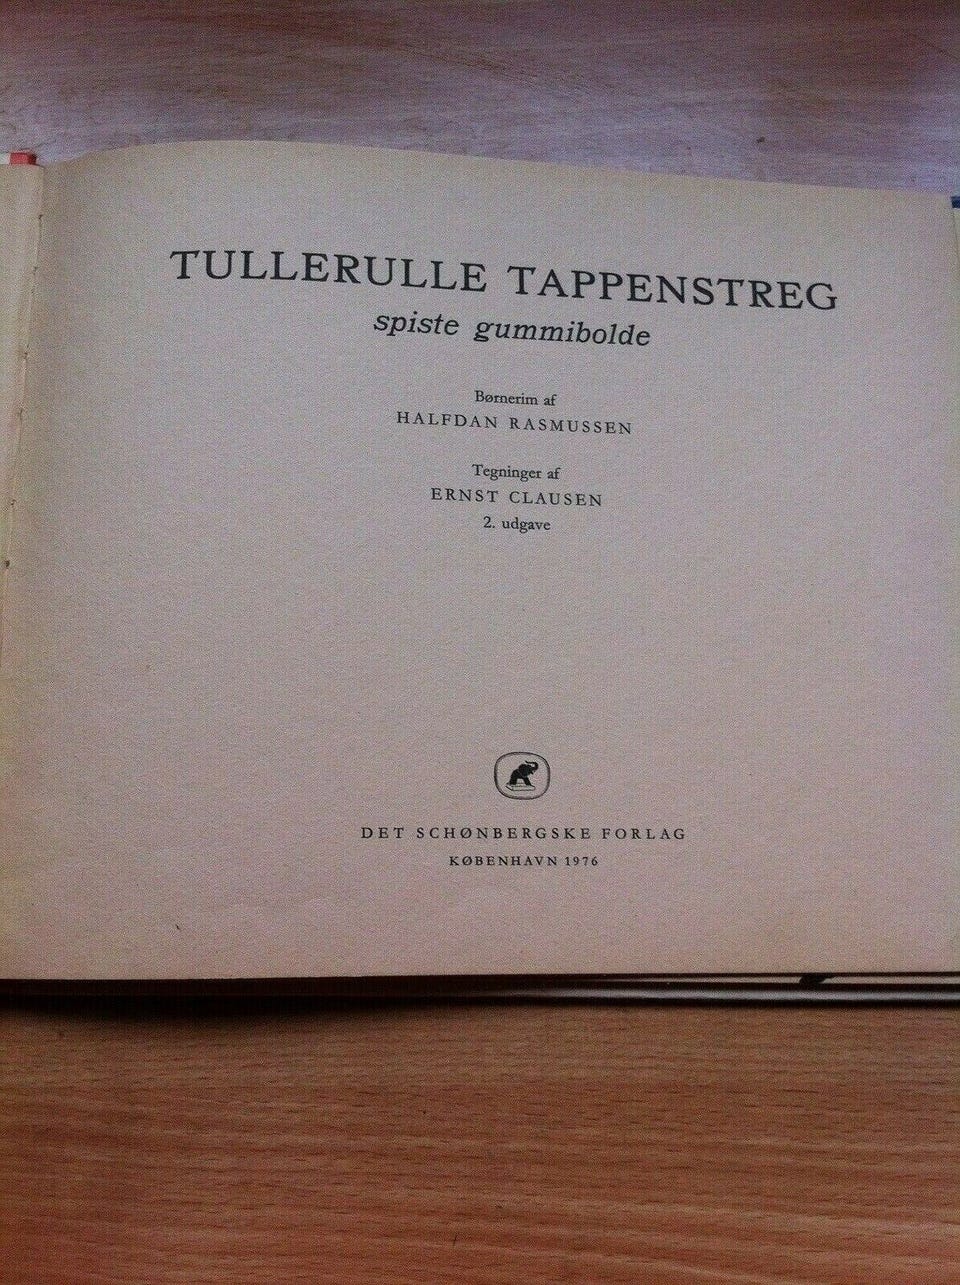 TULLERULLE TAPPENSTREG
spiste gummibolde
Børnerim af
HALFDAN RASMUSSEN
Tegninger af
ERNST CLAUSEN
2. udgave
DET SCHØNBERGSKE FORLAG
KØBENHAVN 1976